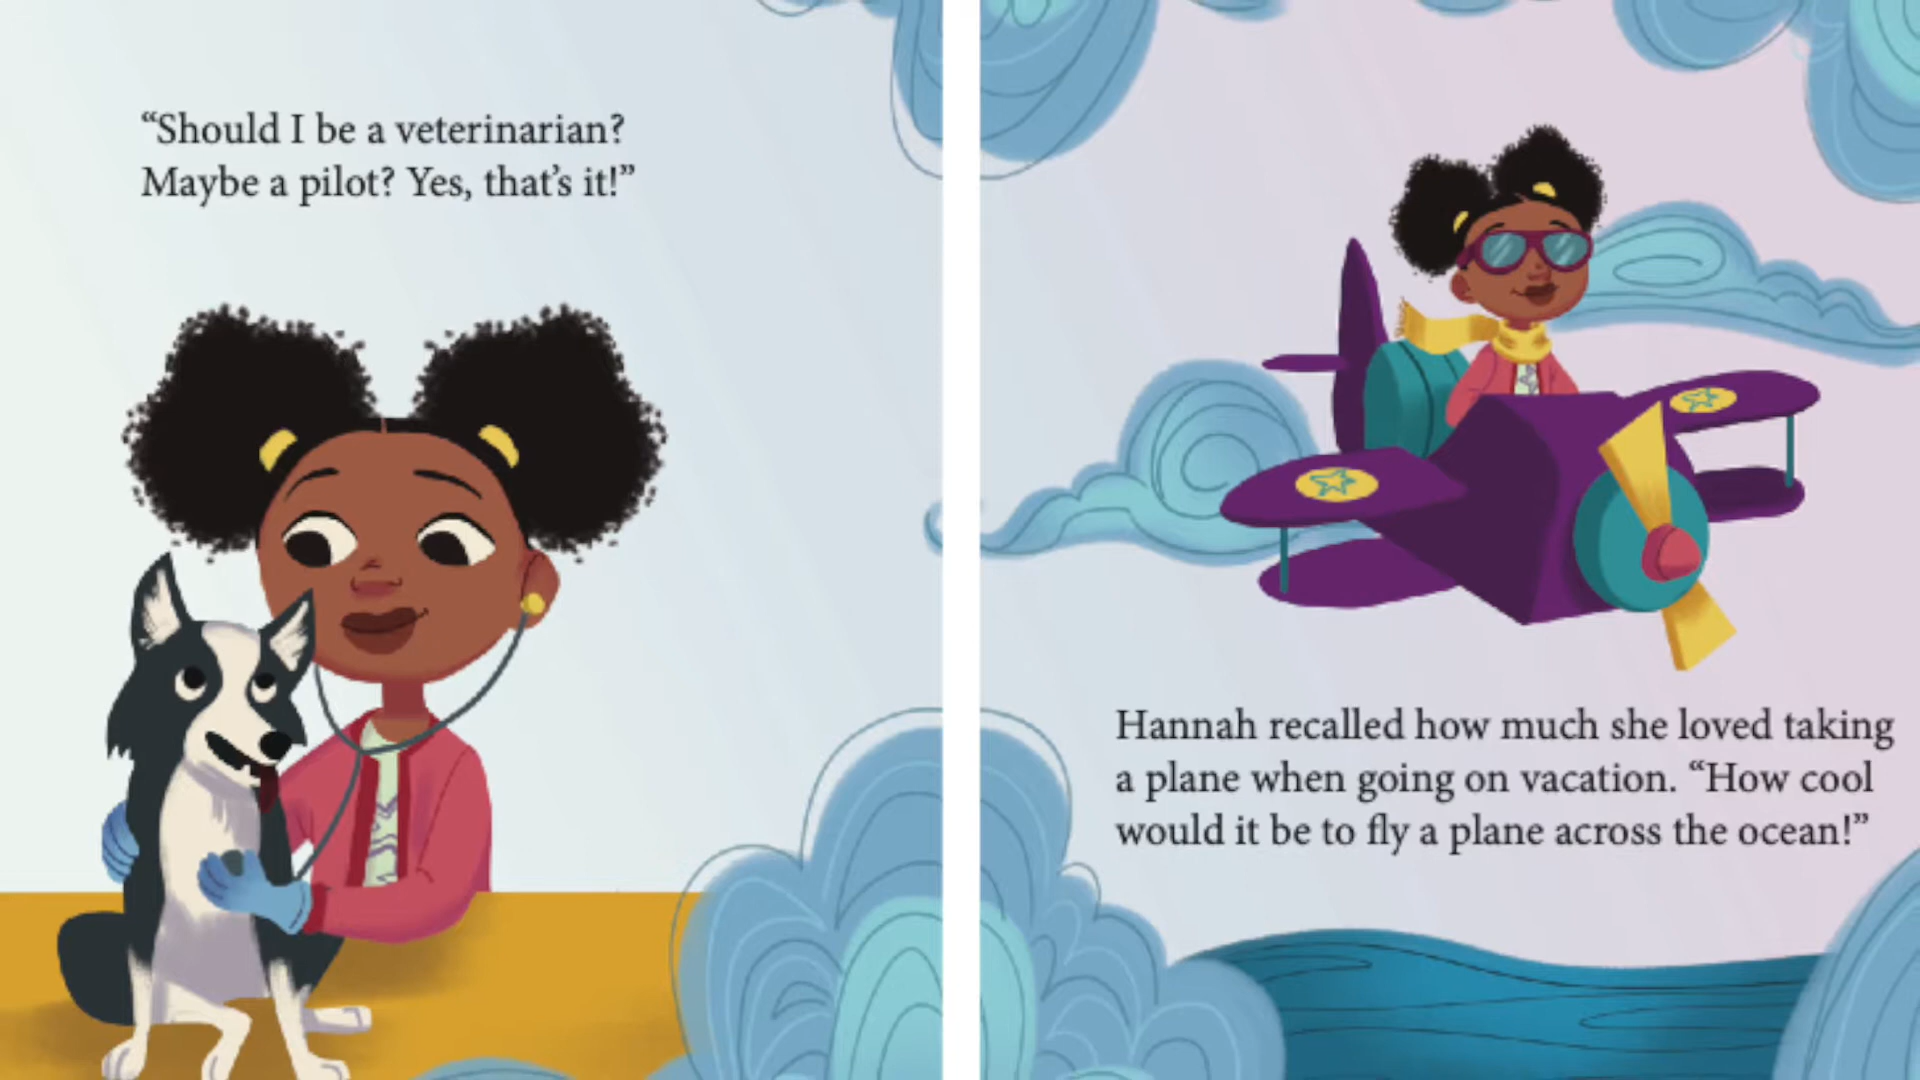 “Should I be a veterinarian?
Maybe a pilot? Yes, that’s it!”
Hannah recalled how much she loved taking
a plane when going on vacation. “How cool
would it be to fly a plane across the ocean!”